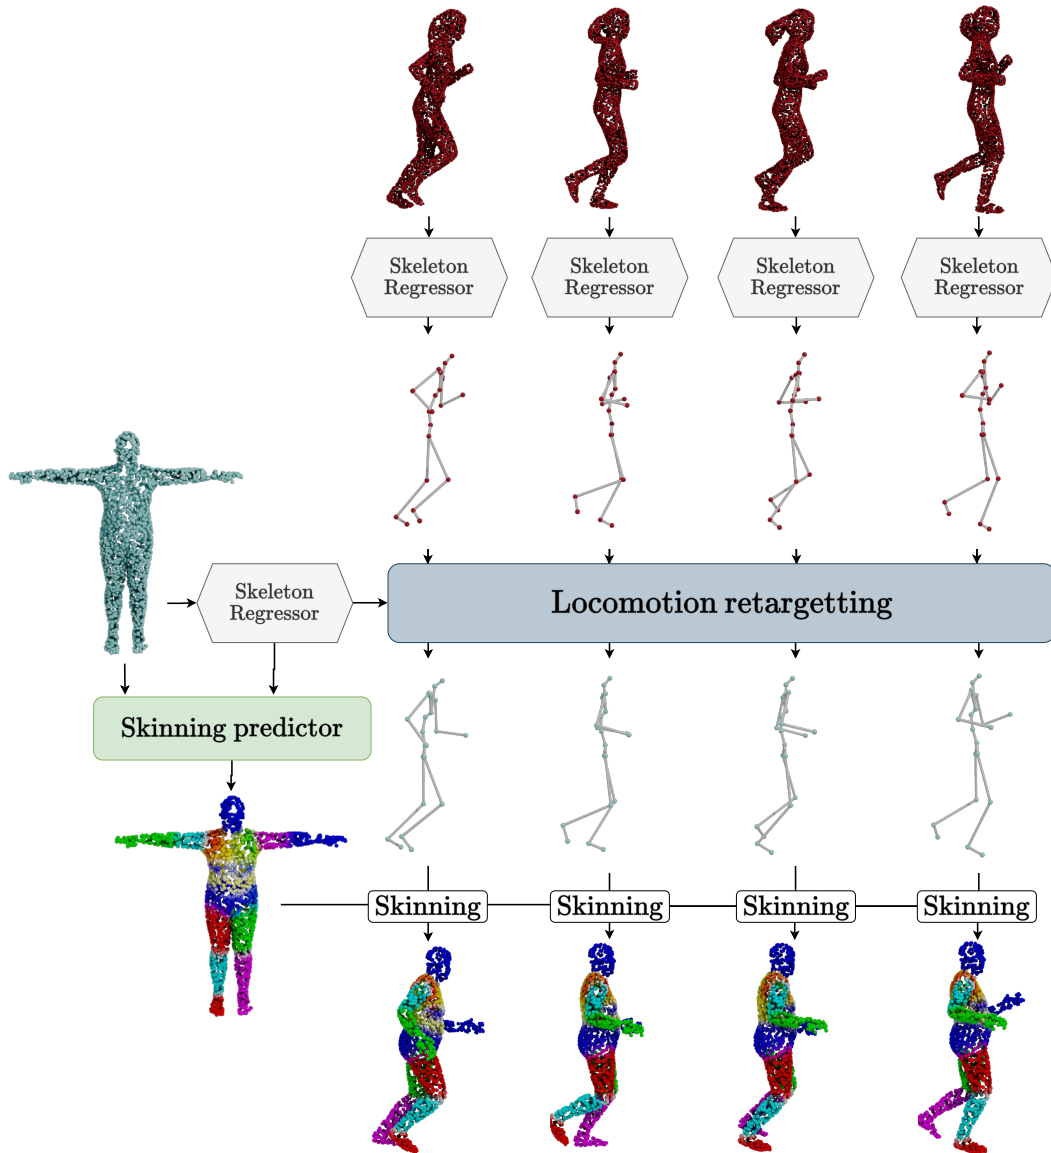 Skeleton
Regressor
Skeleton
Regressor
Skeleton
Regressor
Skeleton
Regressor
Skeleton
Regressor
Locomotion retargetting
Skinning predictor
Skinning
Skinning
Skinning
Skinning